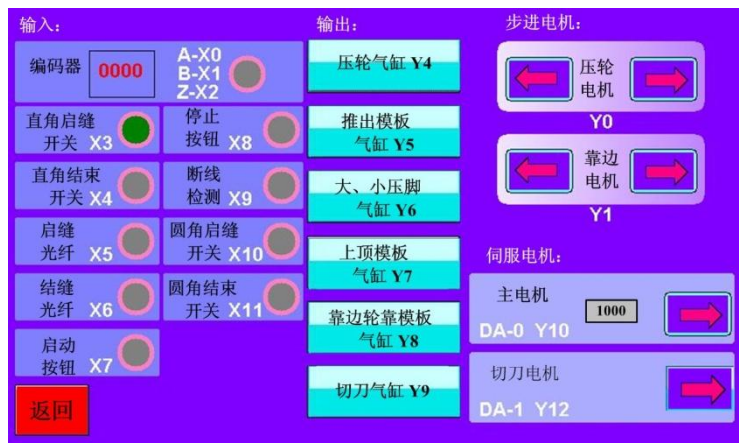 输入:
编码器 0000 A-X0
B-X1
Z-X2
直角启缝
开关 X3
停止
按钮 X8
直角结束
开关 X4
断线
检测 X9
启缝
光纤 X5
圆角启缝
开关 X10
结缝
光纤 X6
圆角结束
开关 X11
启动
按钮 X7
返回
输出:
压轮气缸 Y4
推出模板
气缸 Y5
大、小压脚
气缸 Y6
上顶模板
气缸 Y7
靠边轮靠模板
气缸 Y8
切刀气缸 Y9
步进电机:
压轮
电机
Y0
靠边
电机
Y1
伺服电机:
主电机 1000
DA-0 Y10
切刀电机
DA-1 Y12